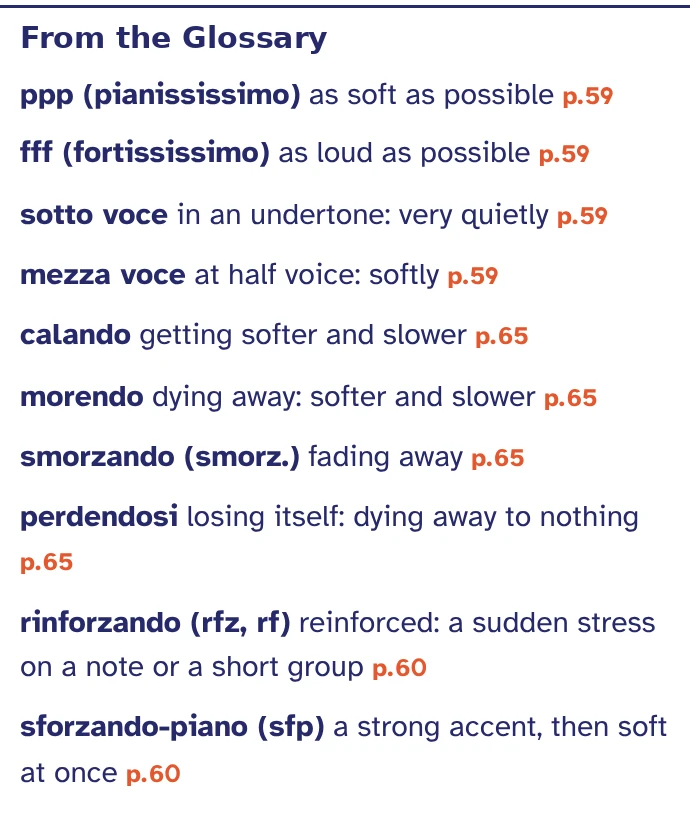 From the Glossary
ppp (pianississimo) as soft as possible p.59
fff (fortississimo) as loud as possible p.59
sotto voce in an undertone: very quietly p.59
mezza voce at half voice: softly p.59
calando getting softer and slower p.65
morendo dying away: softer and slower p.65
smorzando (smorz.) fading away p.65
perdendosi losing itself: dying away to nothing
p.65
rinforzando (rfz, rf) reinforced: a sudden stress
on a note or a short group p.60
sforzando-piano (sfp) a strong accent, then soft
at once p.60